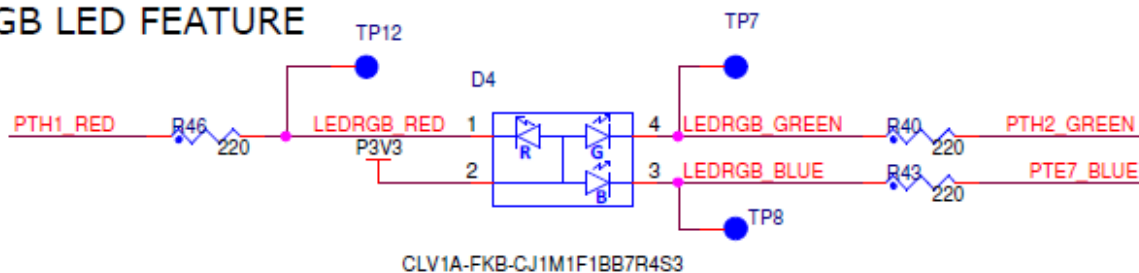 GB LED FEATURE
TP12
TP7
D4
PTH1_RED
R46
220
LEDRGB_RED
1
R
G
4
LEDRGB_GREEN
R40
220
PTH2_GREEN
P3V3
2
B
3
LEDRGB_BLUE
R43
220
PTE7_BLUE
TP8
CLV1A-FKB-CJ1M1F1BB7R4S3